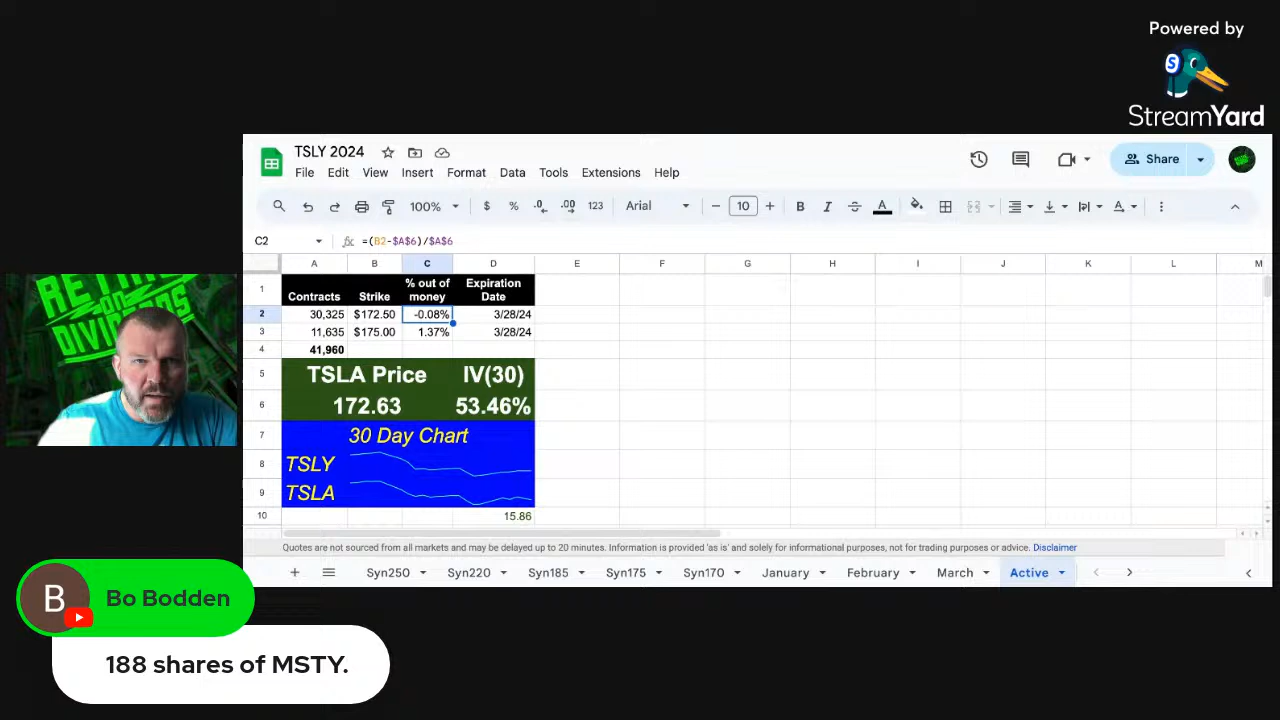 Powered by
S
StreamYard
TSLY 2024
File Edit View Insert Format Data Tools Extensions Help
Share
100% $ % .0 .00 123 Arial 10 B I A
C2 fx =(B2-$A$6)/$A$6
A B C D E F G H I J K L M
1 Contracts Strike % out of money Expiration Date
2 30,325 $172.50 -0.08% 3/28/24
3 11,635 $175.00 1.37% 3/28/24
4 41,960
5 TSLA Price IV(30)
6 172.63 53.46%
7 30 Day Chart
8 TSLY
9 TSLA
10 15.86
Quotes are not sourced from all markets and may be delayed up to 20 minutes. Information is provided 'as is' and solely for informational purposes, not for trading purposes or advice. Disclaimer
Syn250 Syn220 Syn185 Syn175 Syn170 January February March Active
ON
B Bo Bodden
188 shares of MSTY.